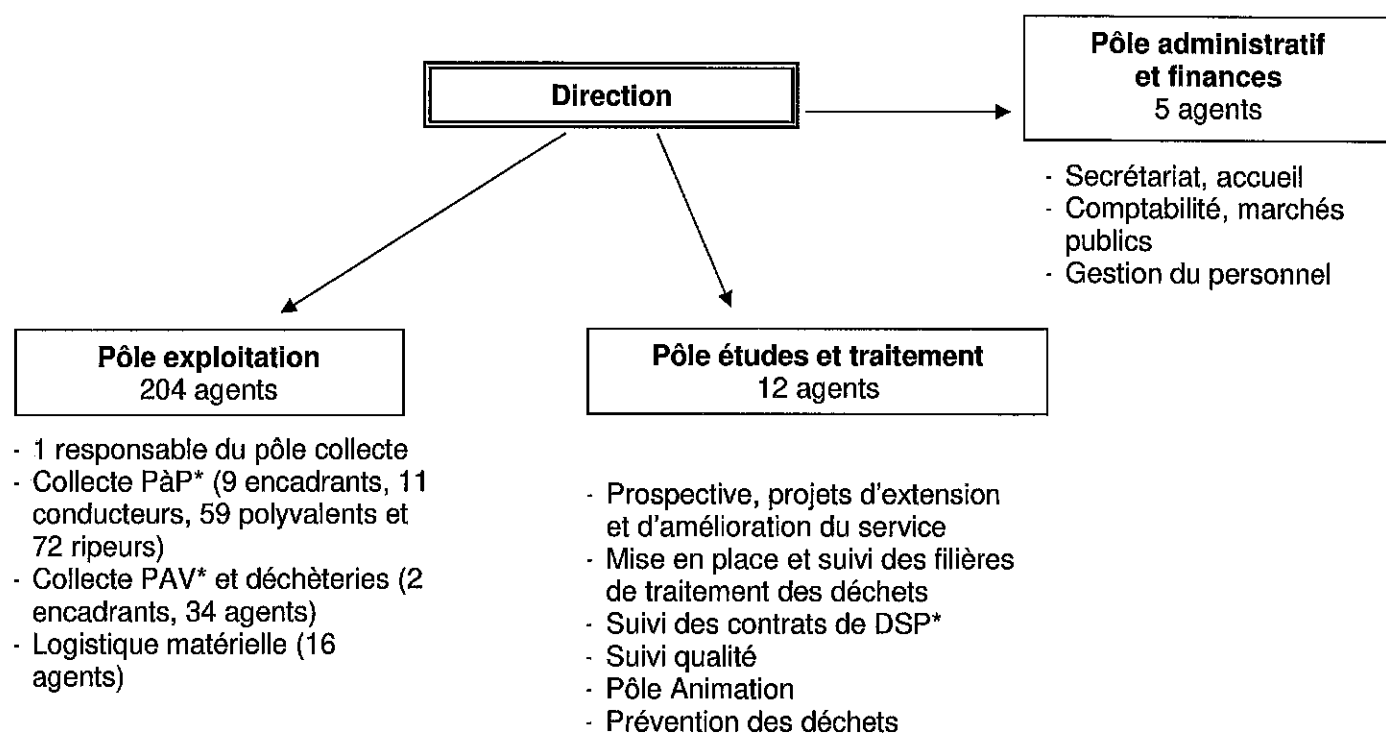 Direction
Pôle administratif
et finances
5 agents
- Secrétariat, accueil
- Comptabilité, marchés
publics
- Gestion du personnel
Pôle exploitation
204 agents
- 1 responsable du pôle collecte
- Collecte PàP* (9 encadrants, 11
conducteurs, 59 polyvalents et
72 ripeurs)
- Collecte PAV* et déchèteries (2
encadrants, 34 agents)
- Logistique matérielle (16
agents)
Pôle études et traitement
12 agents
- Prospective, projets d'extension
et d'amélioration du service
- Mise en place et suivi des filières
de traitement des déchets
- Suivi des contrats de DSP*
- Suivi qualité
- Pôle Animation
- Prévention des déchets